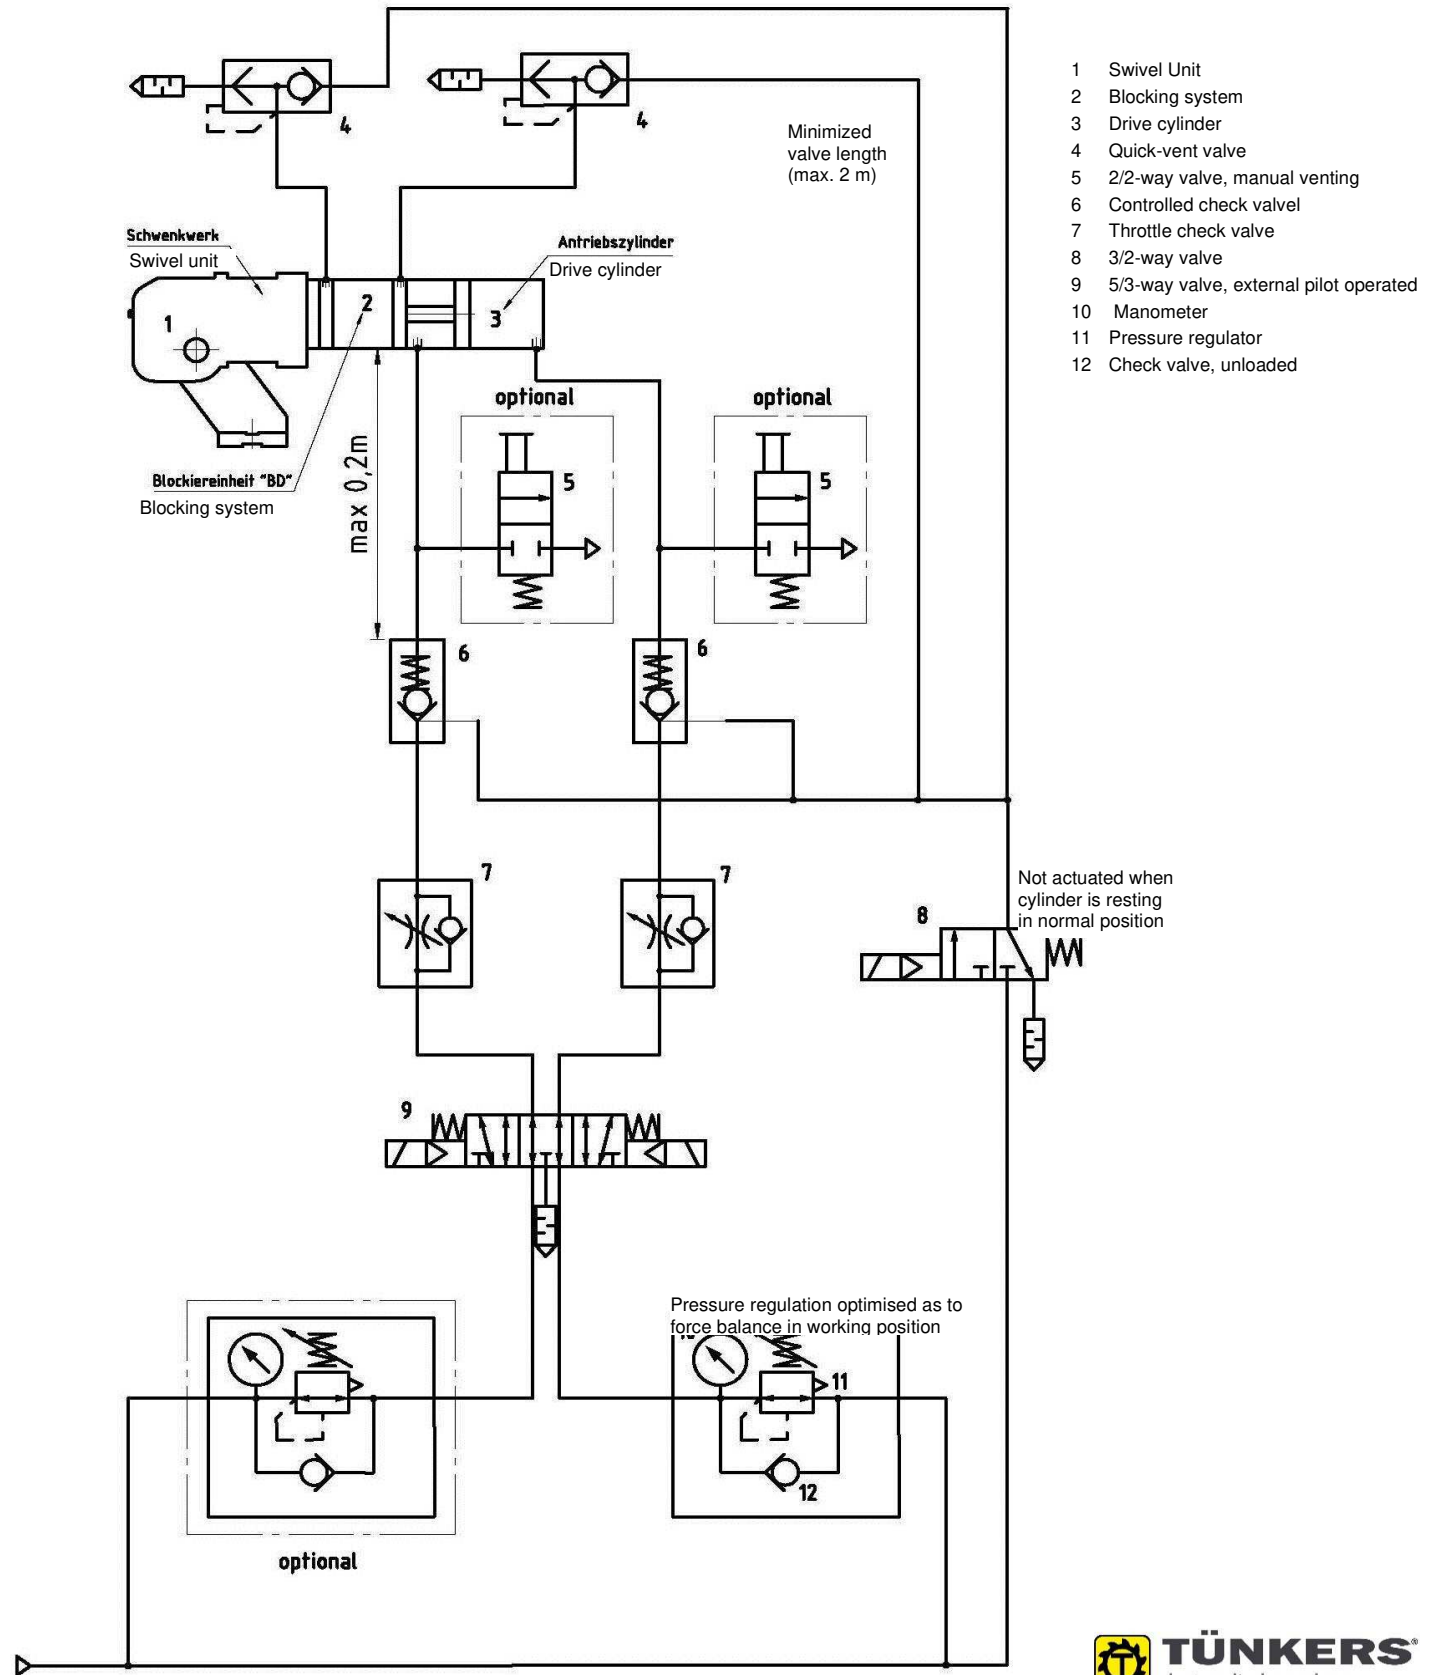 1 Swivel Unit
2 Blocking system
3 Drive cylinder
4 Quick-vent valve
5 2/2-way valve, manual venting
6 Controlled check valvel
7 Throttle check valve
8 3/2-way valve
9 5/3-way valve, external pilot operated
10 Manometer
11 Pressure regulator
12 Check valve, unloaded
4
4
Minimized
valve length
(max. 2 m)
Schwenkwerk
Swivel unit
Antriebszylinder
Drive cylinder
1
2
3
optional
optional
Blockiereinheit "BD"
Blocking system
max 0,2m
5
5
6
6
7
7
Not actuated when
cylinder is resting
in normal position
8
9
Pressure regulation optimised as to
force balance in working position
11
12
optional
TÜNKERS®